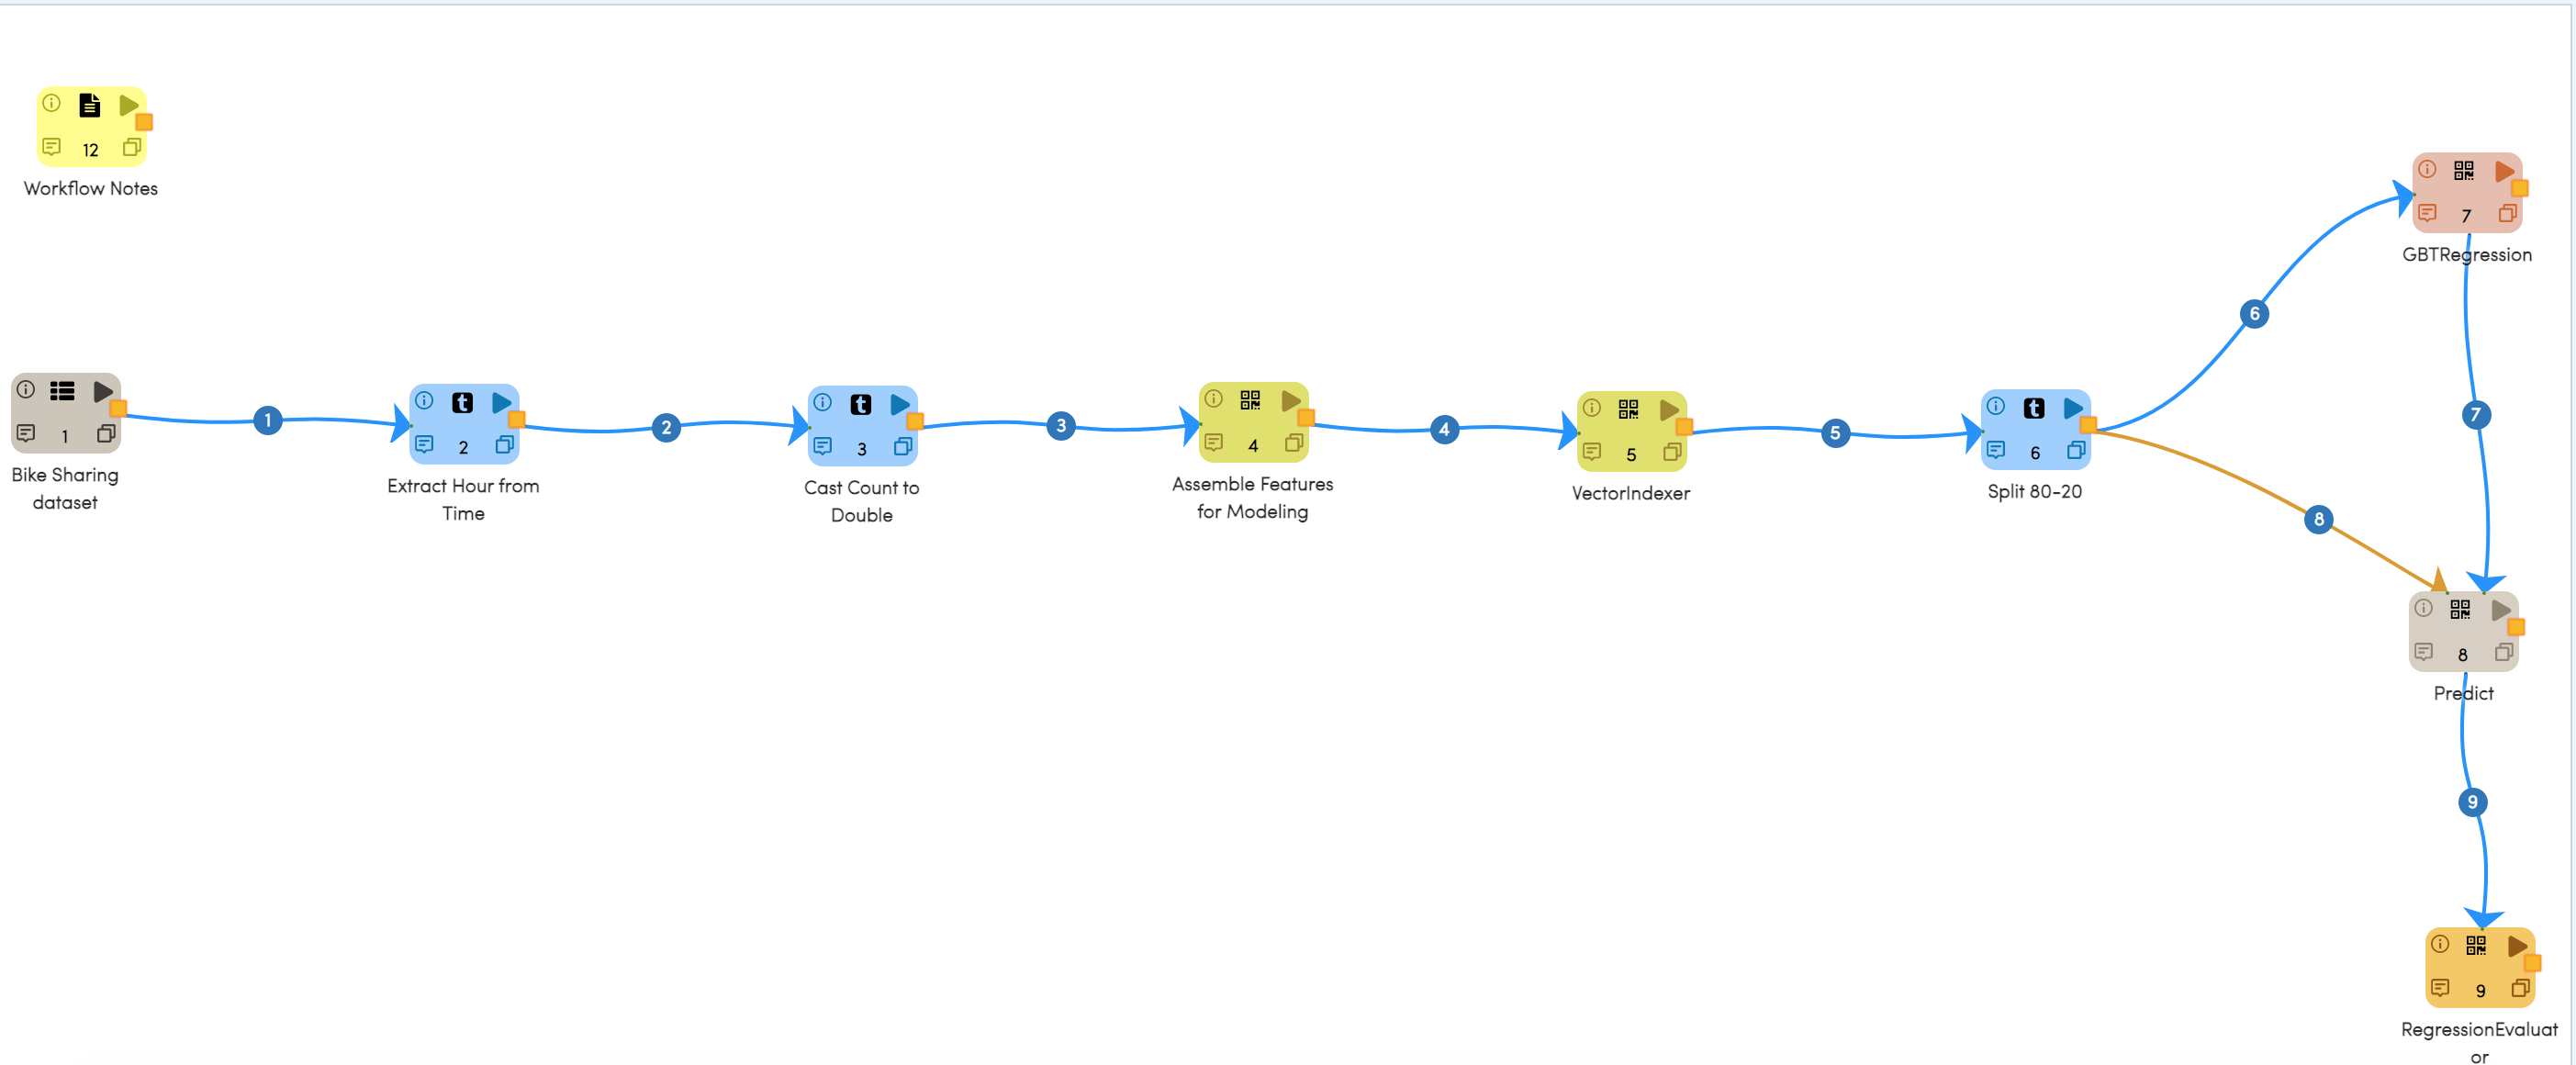 12
Workflow Notes
7
GBTRegression
6
7
1
Bike Sharing
dataset
1
2
Extract Hour from
Time
2
3
Cast Count to
Double
3
4
Assemble Features
for Modeling
4
5
VectorIndexer
5
6
Split 80-20
8
8
Predict
9
9
RegressionEvaluat
or